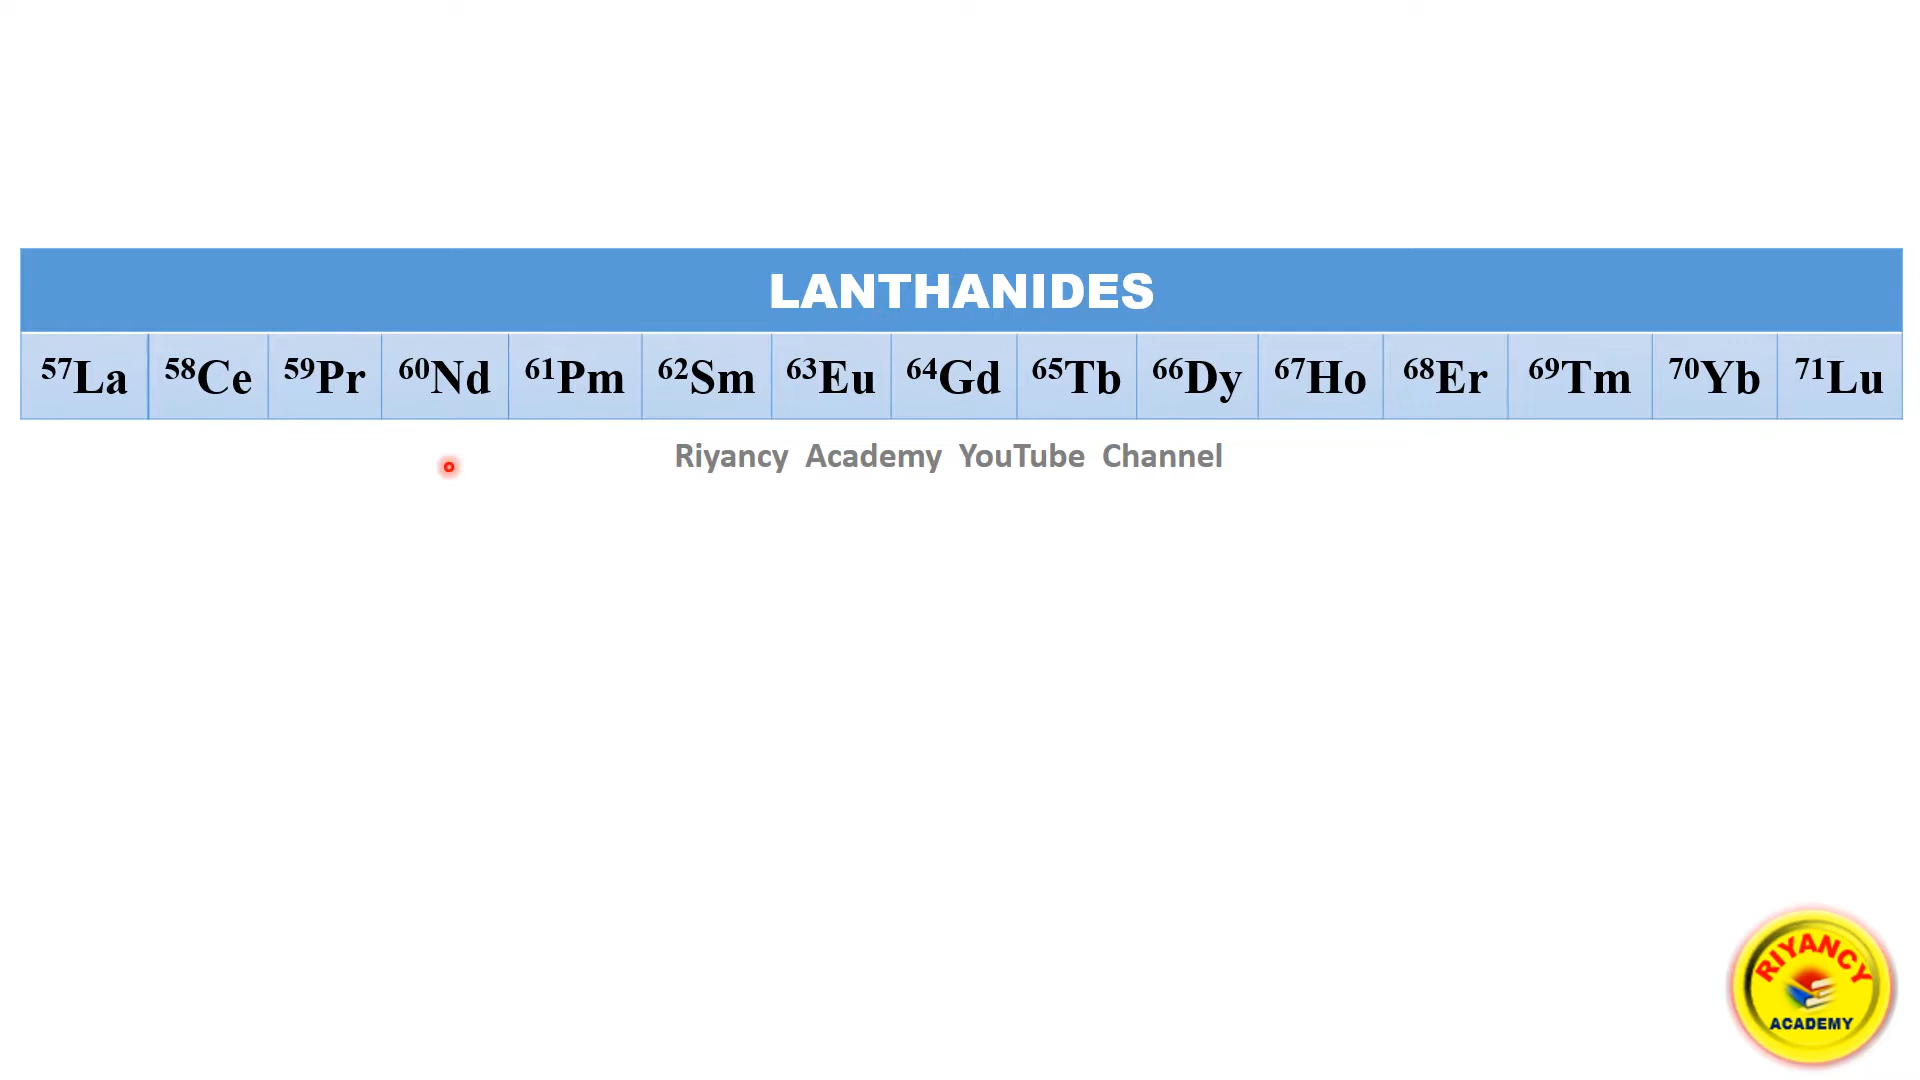 LANTHANIDES
⁵⁷La ⁵⁸Ce ⁵⁹Pr ⁶⁰Nd ⁶¹Pm ⁶²Sm ⁶³Eu ⁶⁴Gd ⁶⁵Tb ⁶⁶Dy ⁶⁷Ho ⁶⁸Er ⁶⁹Tm ⁷⁰Yb ⁷¹Lu
Riyancy Academy YouTube Channel
RIYANCY
ACADEMY